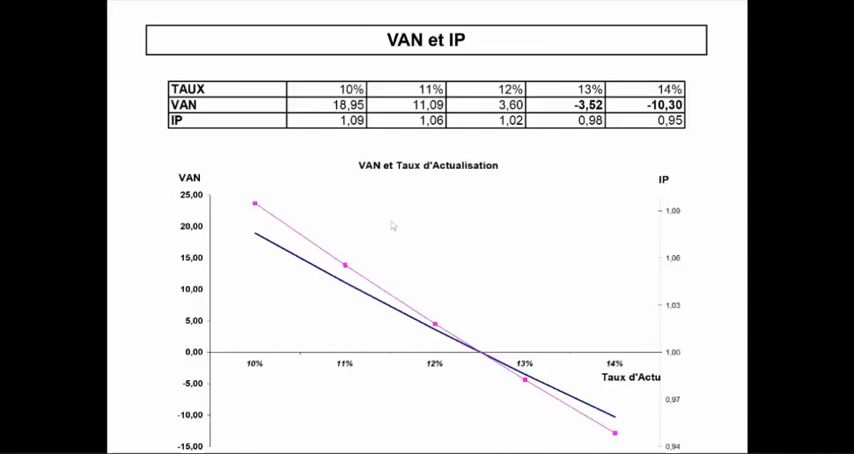 VAN et IP
TAUX 10% 11% 12% 13% 14%
VAN 18,95 11,09 3,60 -3,52 -10,30
IP 1,09 1,06 1,02 0,98 0,95
VAN et Taux d'Actualisation
VAN
IP
25,00
20,00
15,00
10,00
5,00
0,00
-5,00
-10,00
-15,00
1,09
1,06
1,03
1,00
0,97
0,94
10% 11% 12% 13% 14%
Taux d'Actu